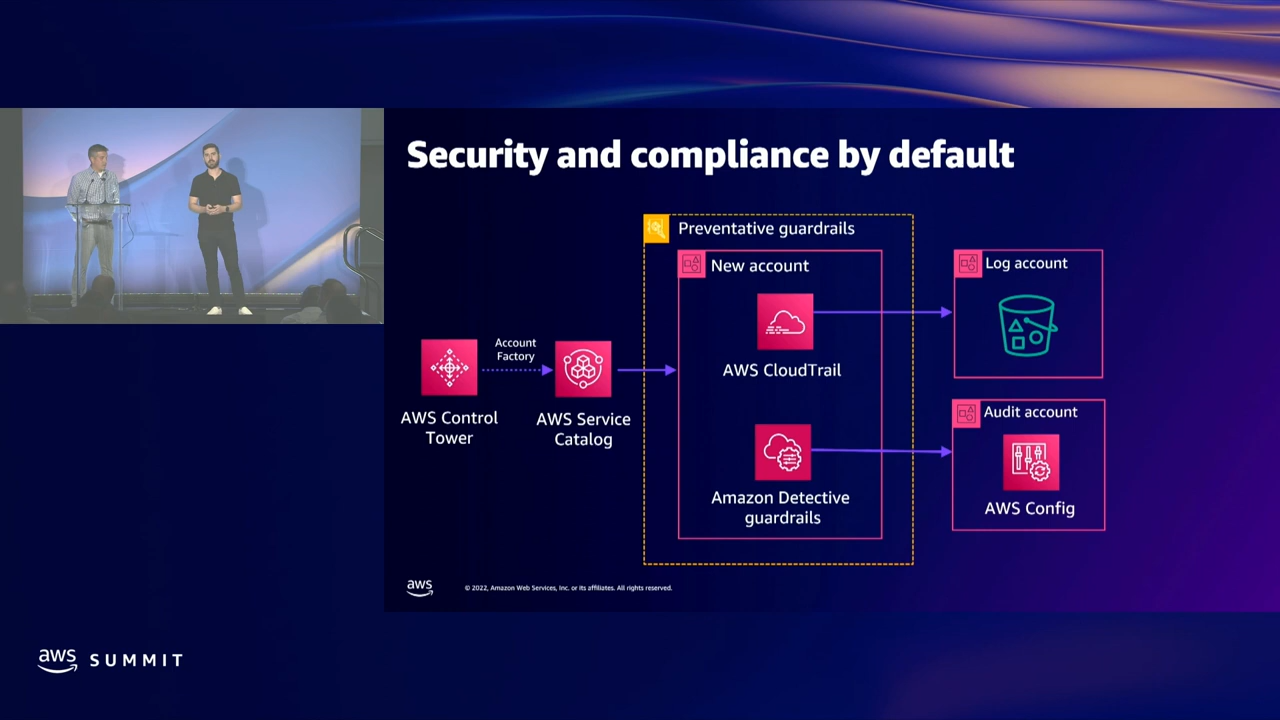 Security and compliance by default
Preventative guardrails
New account
Log account
AWS CloudTrail
Account
Factory
AWS Control
Tower
AWS Service
Catalog
Audit account
Amazon Detective
guardrails
AWS Config
aws
© 2022, Amazon Web Services, Inc. or its affiliates. All rights reserved.
aws SUMMIT